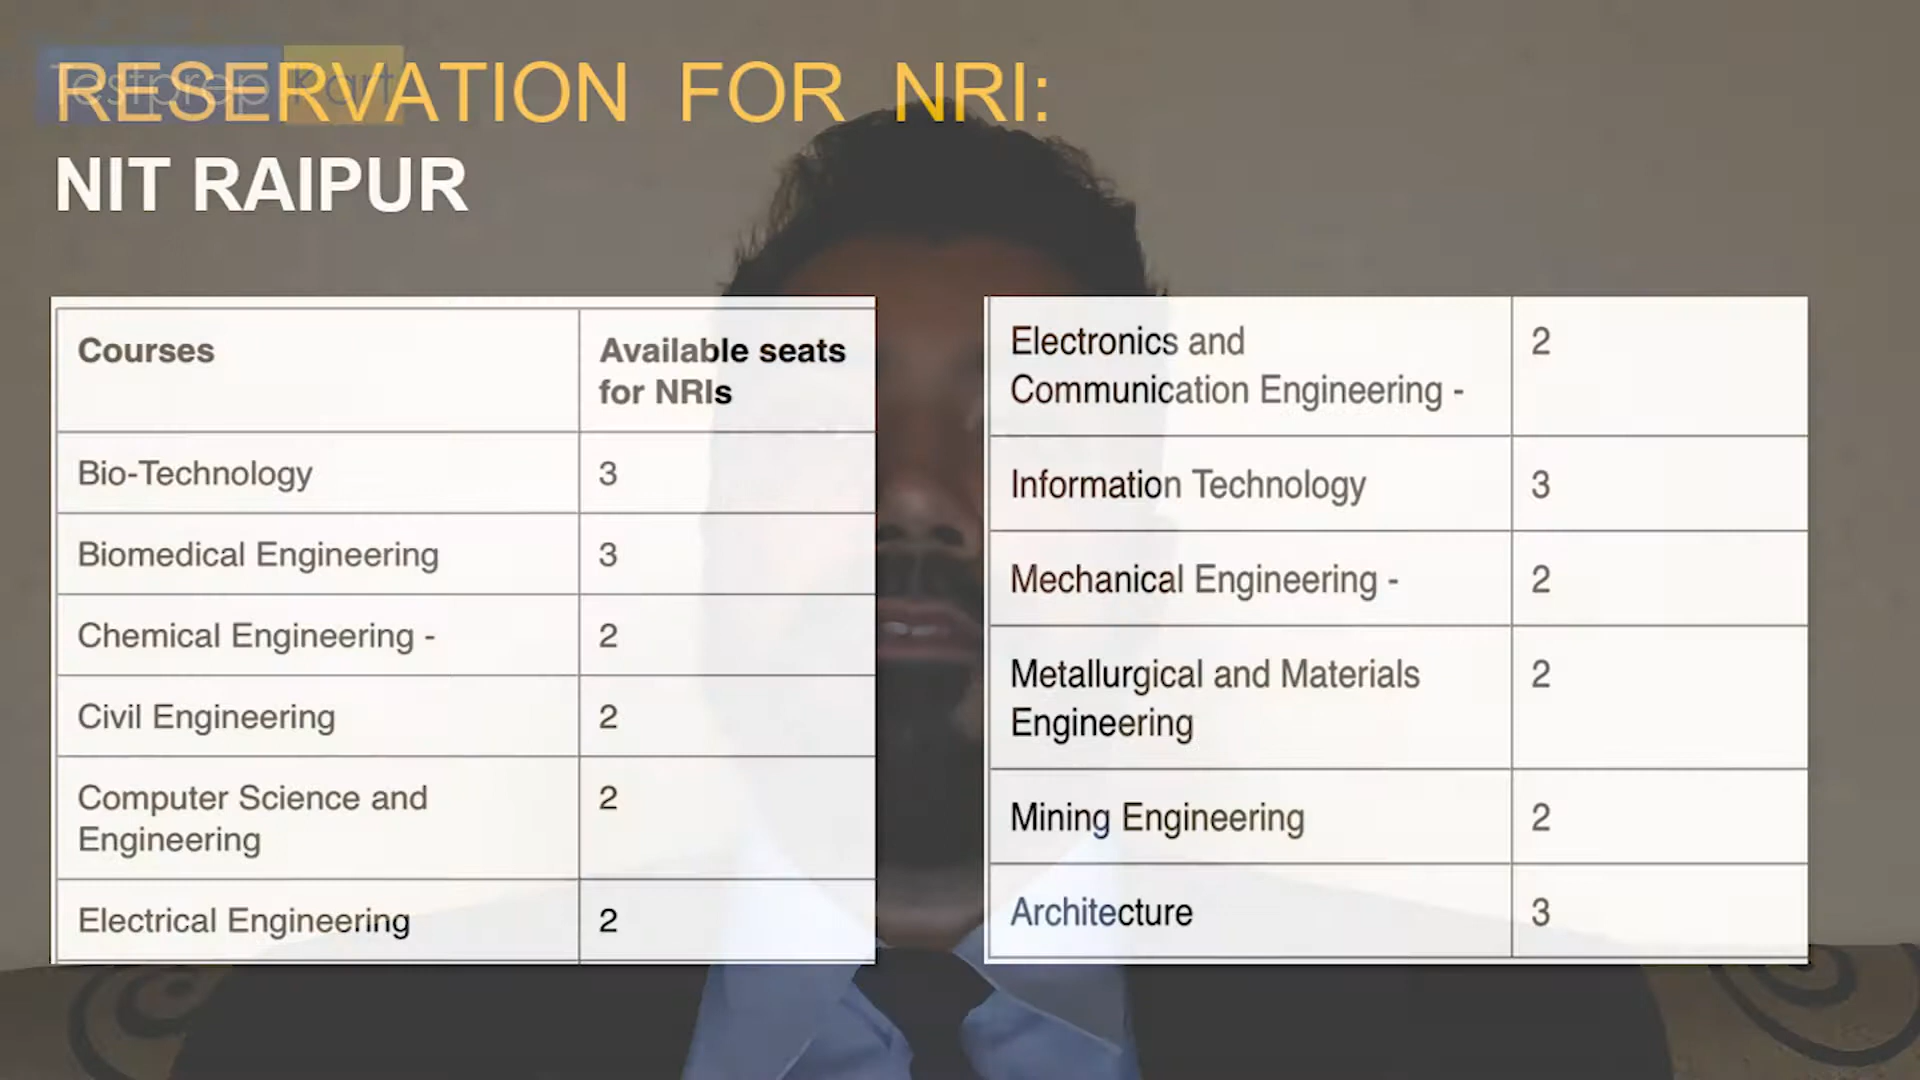 Testprep Kart
RESERVATION FOR NRI:
NIT RAIPUR
Courses
Available seats
for NRIs
Bio-Technology
3
Biomedical Engineering
3
Chemical Engineering -
2
Civil Engineering
2
Computer Science and
Engineering
2
Electrical Engineering
2
Electronics and
Communication Engineering -
2
Information Technology
3
Mechanical Engineering -
2
Metallurgical and Materials
Engineering
2
Mining Engineering
2
Architecture
3